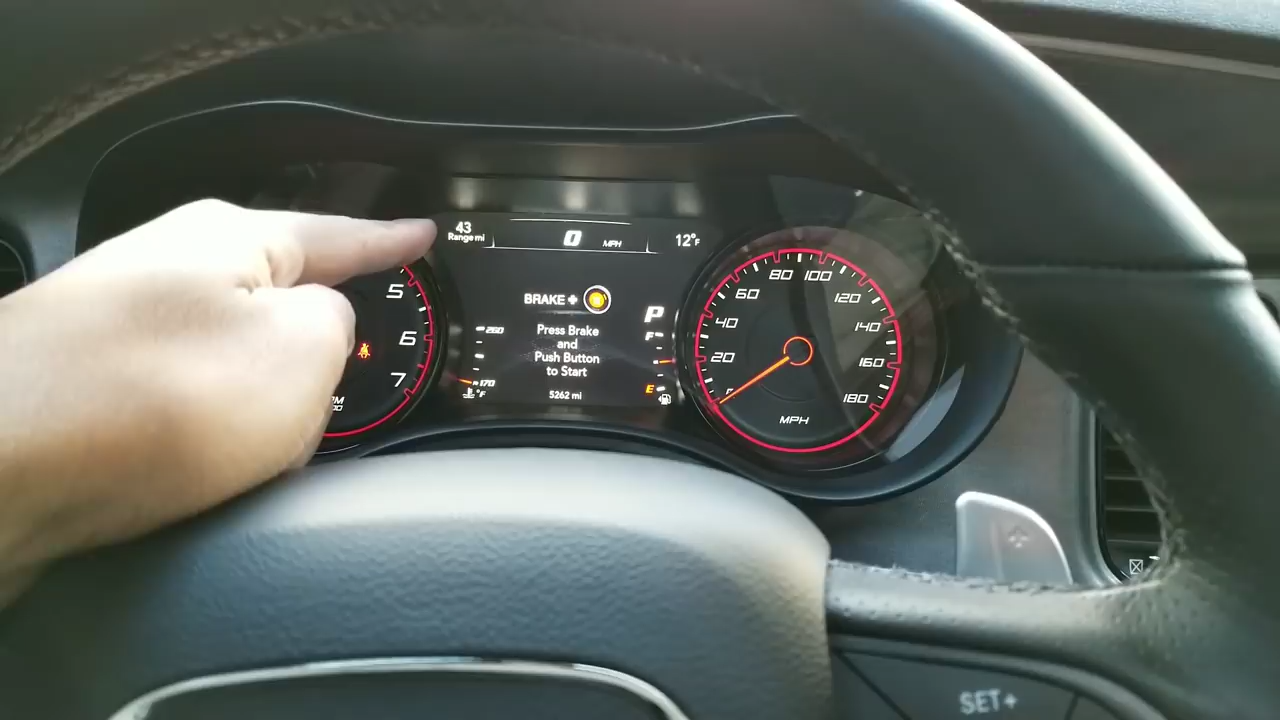 43
Range mi
0 MPH
12°F
BRAKE +
Press Brake
and
Push Button
to Start
5262 mi
P
F
E
260
170
°F
5
6
7
20
40
60
80
100
120
140
160
180
MPH
SET+